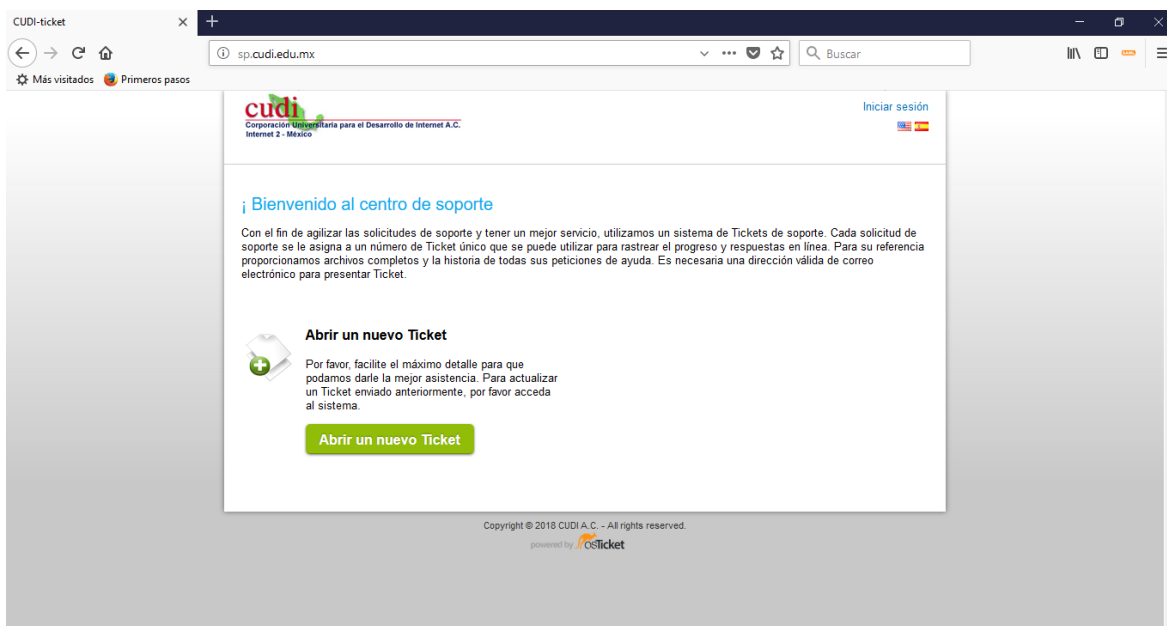 CUDI-ticket
sp.cudi.edu.mx
Buscar
Más visitados
Primeros pasos
cudi
Corporación Universitaria para el Desarrollo de Internet A.C.
Internet 2 - México
Iniciar sesión
¡ Bienvenido al centro de soporte
Con el fin de agilizar las solicitudes de soporte y tener un mejor servicio, utilizamos un sistema de Tickets de soporte. Cada solicitud de
soporte se le asigna a un número de Ticket único que se puede utilizar para rastrear el progreso y respuestas en línea. Para su referencia
proporcionamos archivos completos y la historia de todas sus peticiones de ayuda. Es necesaria una dirección válida de correo
electrónico para presentar Ticket.
Abrir un nuevo Ticket
Por favor, facilite el máximo detalle para que
podamos darle la mejor asistencia. Para actualizar
un Ticket enviado anteriormente, por favor acceda
al sistema.
Abrir un nuevo Ticket
Copyright © 2018 CUDI A.C. - All rights reserved.
powered by osTicket